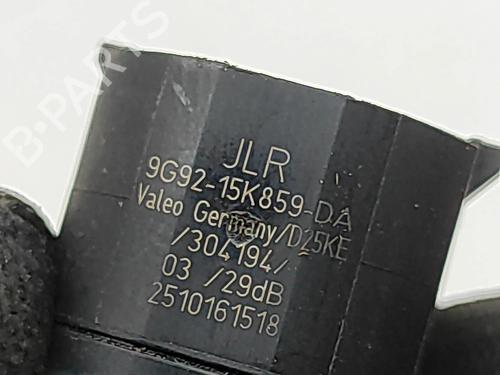 B-PARTS
JLR
9G92-15K859-DA
Valeo Germany/D25KE
/304194/
03 /29dB
2510161518